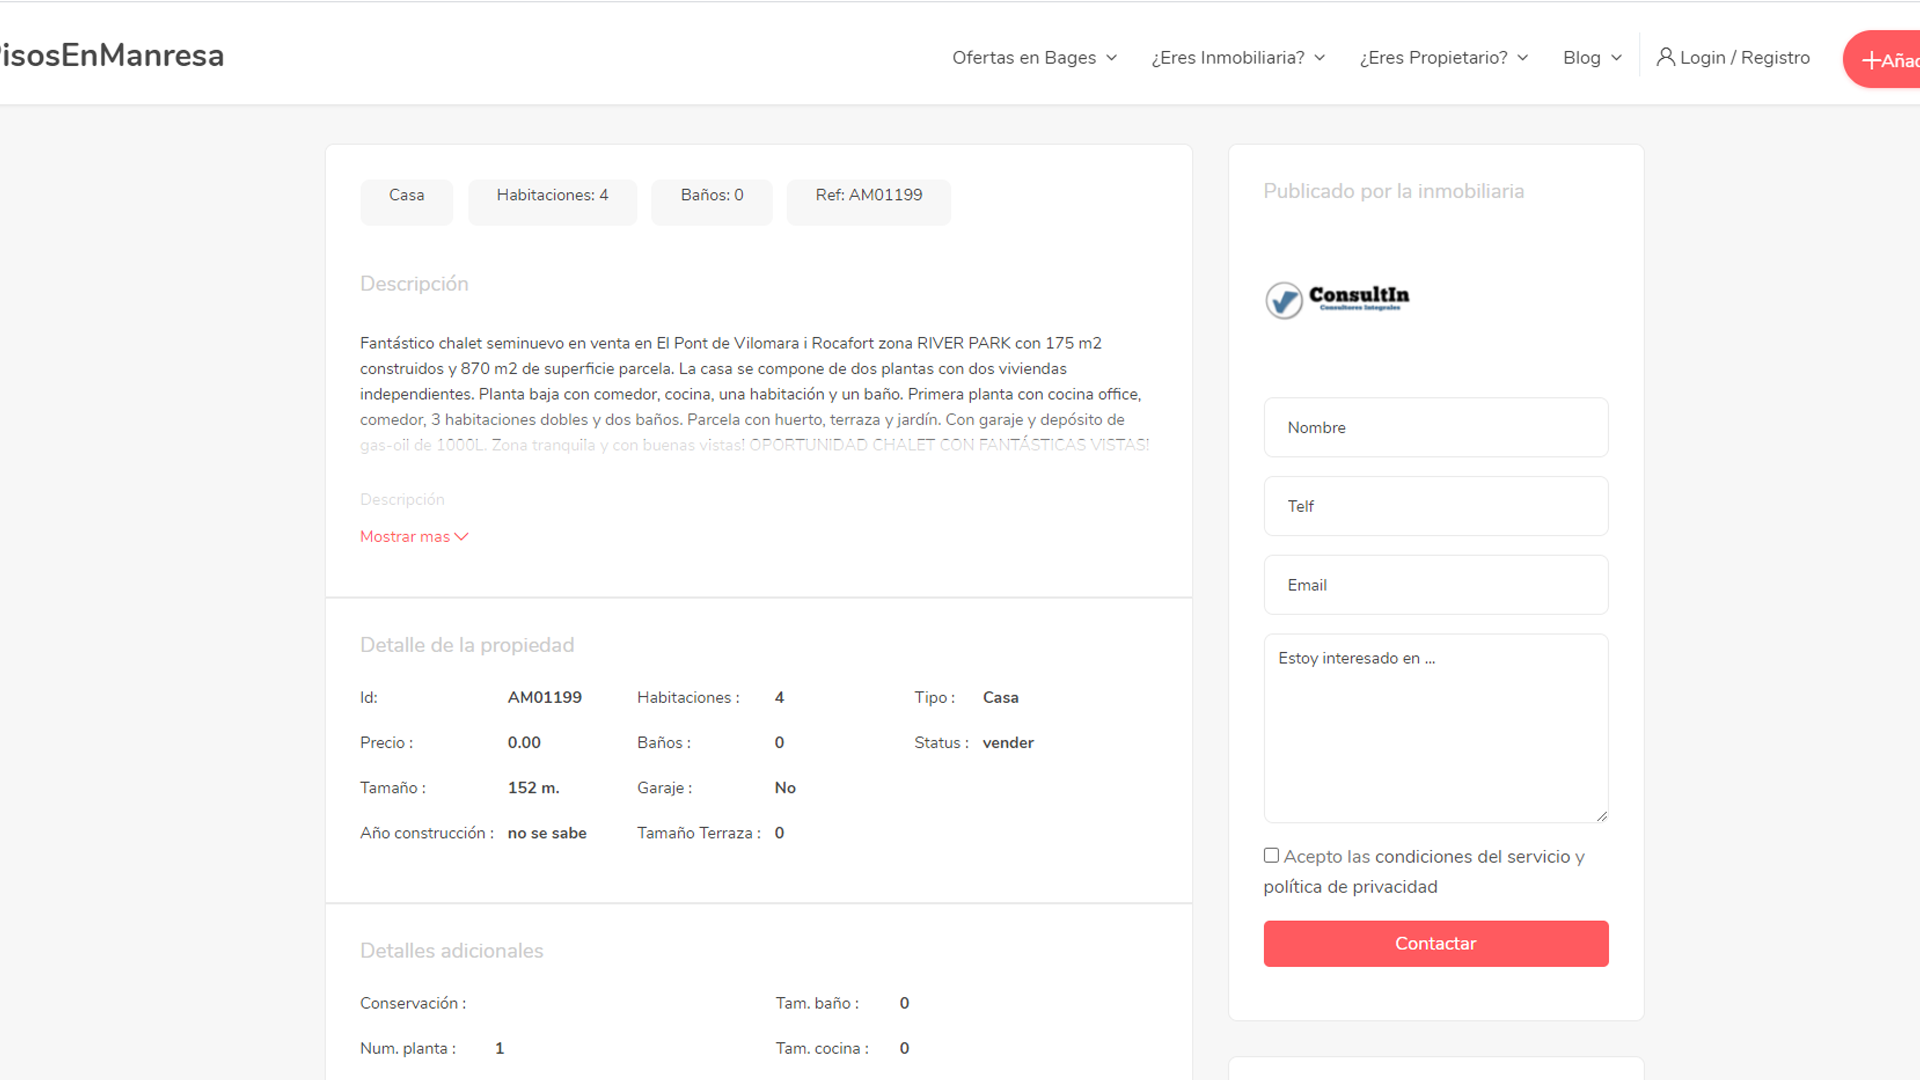 isosEnManresa
Ofertas en Bages
¿Eres Inmobiliaria?
¿Eres Propietario?
Blog
Login / Registro
Añad
Casa
Habitaciones: 4
Baños: 0
Ref: AM01199
Descripción
Fantástico chalet seminuevo en venta en El Pont de Vilomara i Rocafort zona RIVER PARK con 175 m2
construidos y 870 m2 de superficie parcela. La casa se compone de dos plantas con dos viviendas
independientes. Planta baja con comedor, cocina, una habitación y un baño. Primera planta con cocina office,
comedor, 3 habitaciones dobles y dos baños. Parcela con huerto, terraza y jardín. Con garaje y depósito de
gas-oil de 1000L. Zona tranquila y con buenas vistas! OPORTUNIDAD CHALET CON FANTÁSTICAS VISTAS!
Descripción
Mostrar mas
Detalle de la propiedad
Id: AM01199 Habitaciones : 4 Tipo : Casa
Precio : 0.00 Baños : 0 Status : vender
Tamaño : 152 m. Garaje : No
Año construcción : no se sabe Tamaño Terraza : 0
Detalles adicionales
Conservación : Tam. baño : 0
Num. planta : 1 Tam. cocina : 0
Publicado por la inmobiliaria
ConsultIn
Consultores Integrales
Nombre
Telf
Email
Estoy interesado en ...
Acepto las condiciones del servicio y
política de privacidad
Contactar